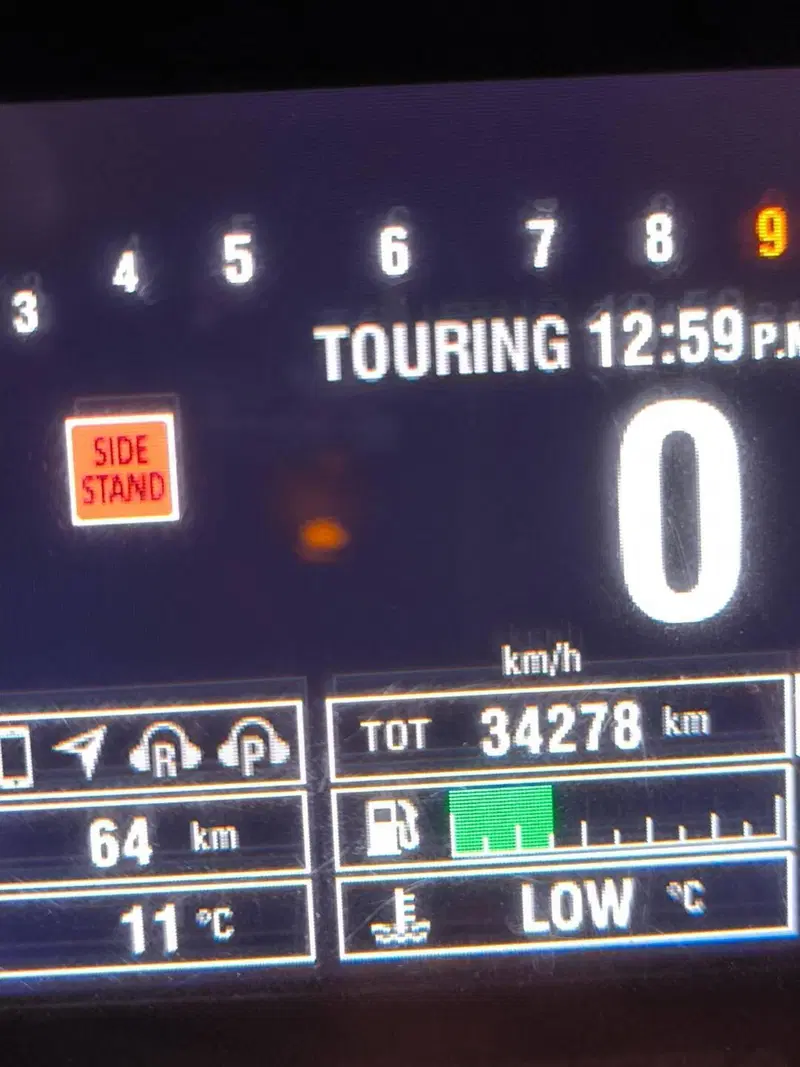 3 4 5 6 7 8 9
TOURING 12:59 P.M
SIDE
STAND
0
km/h
R P
TOT 34278 km
64 km
11 °C
LOW °C